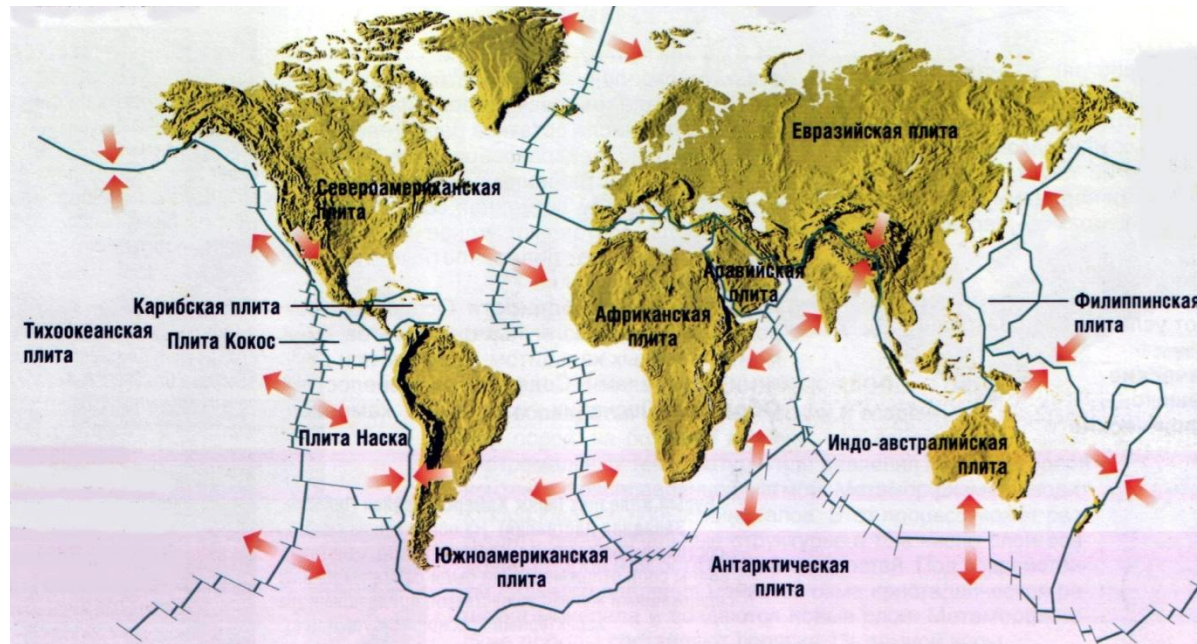 Евразийская плита
Североамериканская
плита
Аравийская
плита
Карибская плита
Африканская
плита
Филиппинская
плита
Тихоокеанская
плита
Плита Кокос
Плита Наска
Индо-австралийская
плита
Южноамериканская
плита
Антарктическая
плита